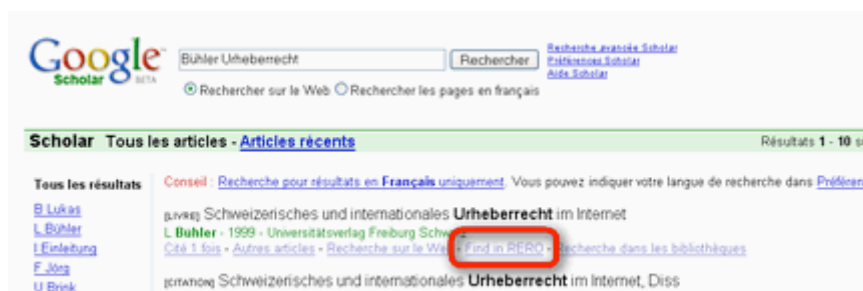 Google
Scholar BETA
Bühler Urheberrecht
Rechercher
Recherche avancée Scholar
Préférences Scholar
Aide Scholar
Rechercher sur le Web Rechercher les pages en français
Scholar Tous les articles - Articles récents
Résultats 1 - 10 s
Tous les résultats
B Lukas
L Bühler
I Einleitung
F Jörg
U Brink
Conseil : Recherche pour résultats en Français uniquement. Vous pouvez indiquer votre langue de recherche dans Préféren
[LIVRE] Schweizerisches und internationales Urheberrecht im Internet
L Buhler - 1999 - Universitätsverlag Freiburg Schw
Cité 1 fois - Autres articles - Recherche sur le We - Find in RERO - Recherche dans les bibliothèques
[CITATION] Schweizerisches und internationales Urheberrecht im Internet, Diss